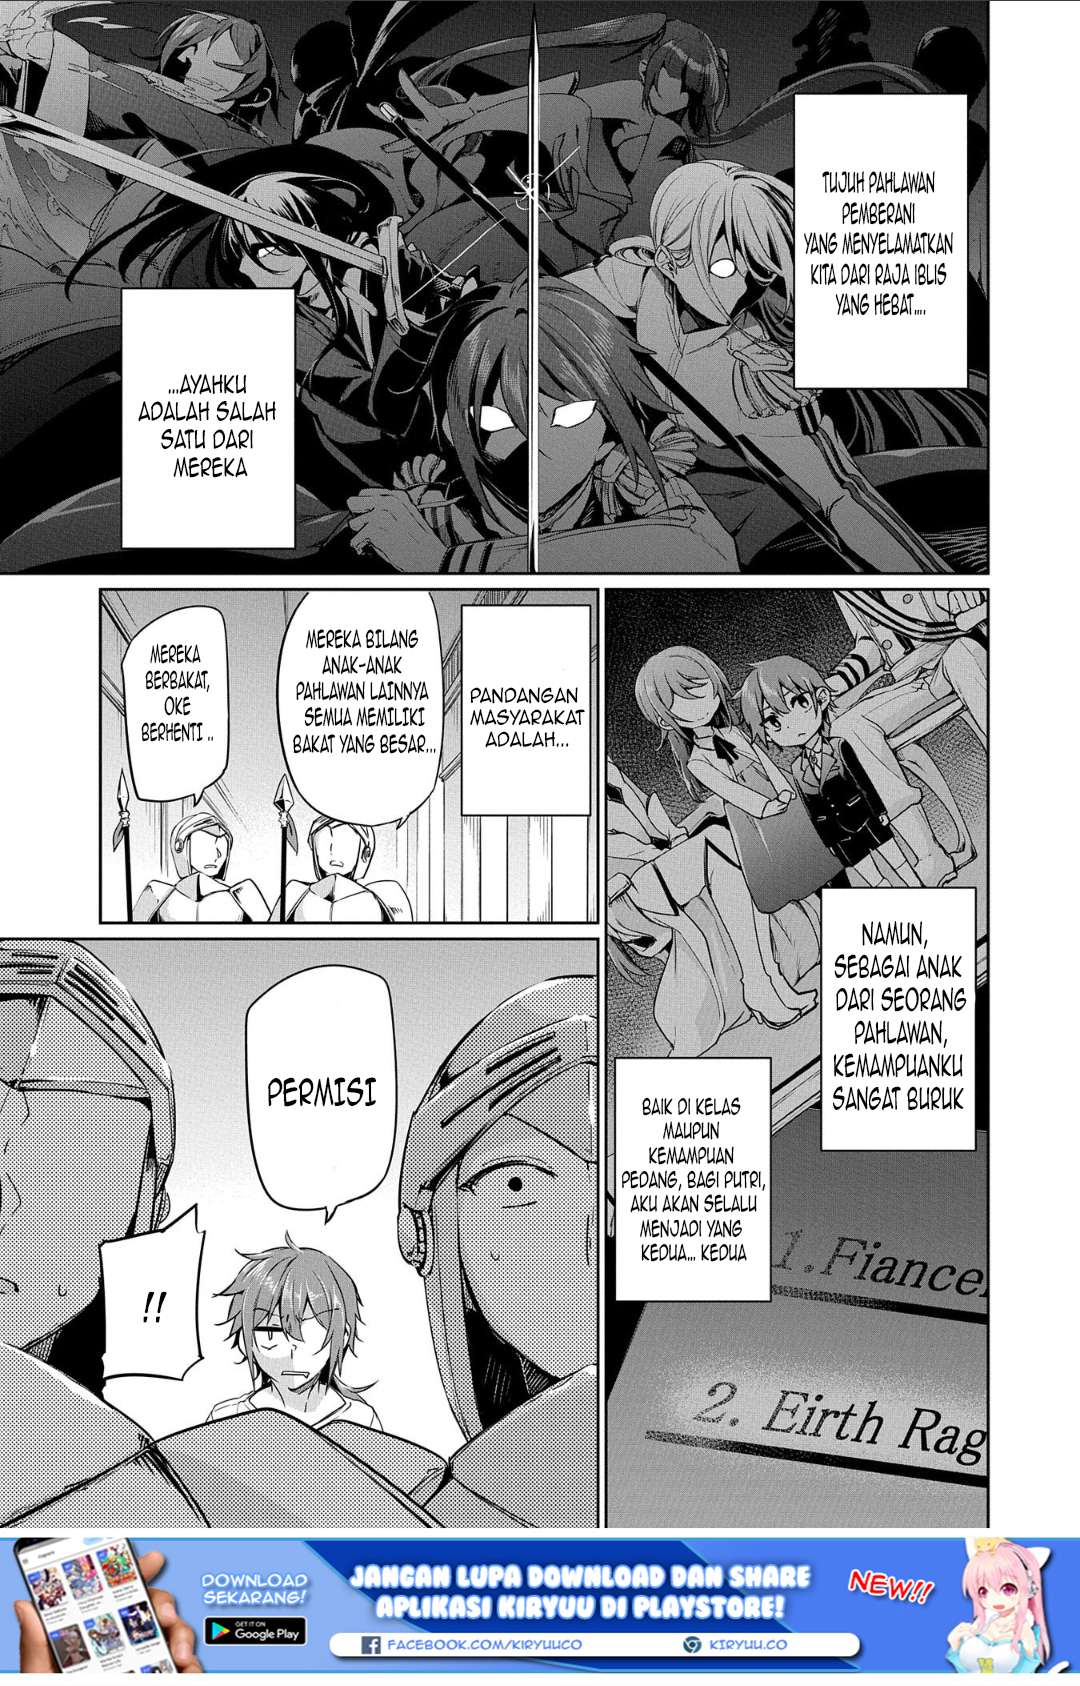 TUJUH PAHLAWAN
PEMBERANI
YANG MENYELAMATKAN
KITA DARI RAJA IBLIS
YANG HEBAT....
...AYAHKU
ADALAH SALAH
SATU DARI
MEREKA
NAMUN,
SEBAGAI ANAK
DARI SEORANG
PAHLAWAN,
KEMAMPUANKU
SANGAT BURUK
BAIK DI KELAS
MAUPUN
KEMAMPUAN
PEDANG, BAGI PUTRI,
AKU AKAN SELALU
MENJADI YANG
KEDUA... KEDUA
1. Fiance
2. Eirth Rag
PANDANGAN
MASYARAKAT
ADALAH...
MEREKA BILANG
ANAK-ANAK
PAHLAWAN LAINNYA
SEMUA MEMILIKI
BAKAT YANG BESAR...
MEREKA
BERBAKAT,
OKE
BERHENTI ..
PERMISI
!!
DOWNLOAD
SEKARANG!
GET IT ON
Google Play
JANGAN LUPA DOWNLOAD DAN SHARE
APLIKASI KIRYUU DI PLAYSTORE!
FACEBOOK.COM/KIRYUUCO
KIRYUU.CO
NEW!!